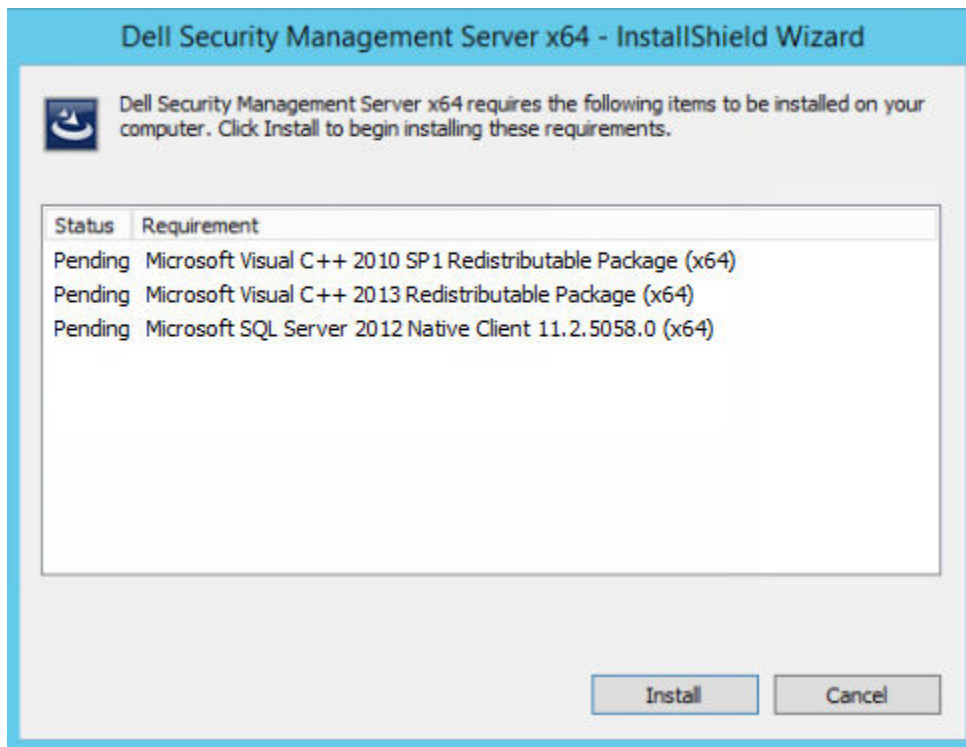 Dell Security Management Server x64 - InstallShield Wizard
Dell Security Management Server x64 requires the following items to be installed on your
computer. Click Install to begin installing these requirements.
Status Requirement
Pending Microsoft Visual C++ 2010 SP1 Redistributable Package (x64)
Pending Microsoft Visual C++ 2013 Redistributable Package (x64)
Pending Microsoft SQL Server 2012 Native Client 11.2.5058.0 (x64)
Install Cancel